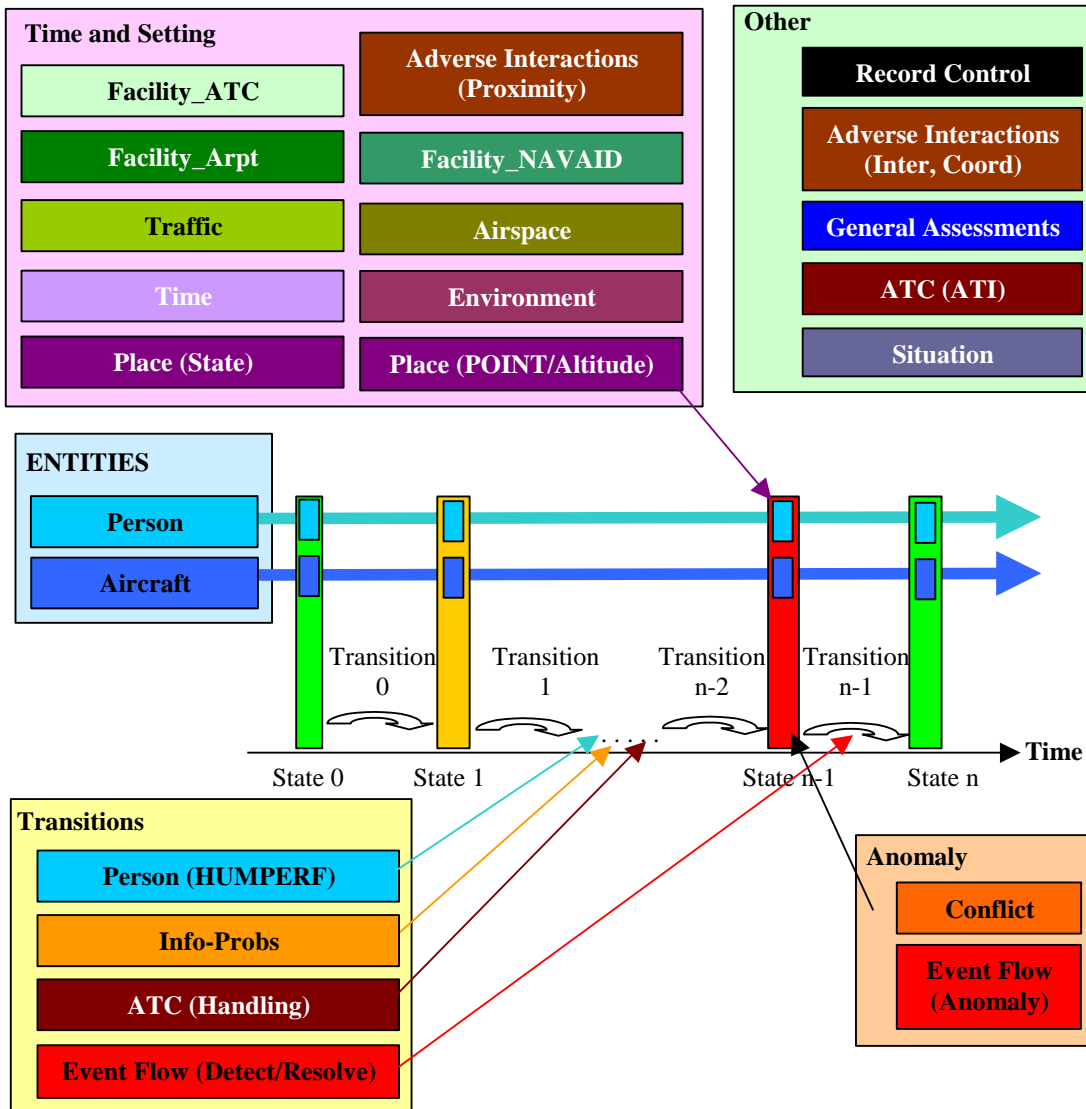 Time and Setting
Facility_ATC
Adverse Interactions
(Proximity)
Facility_Arpt
Facility_NAVAID
Traffic
Airspace
Time
Environment
Place (State)
Place (POINT/Altitude)
Other
Record Control
Adverse Interactions
(Inter, Coord)
General Assessments
ATC (ATI)
Situation
ENTITIES
Person
Aircraft
Transition
0
Transition
1
Transition
n-2
Transition
n-1
Time
State 0
State 1
State n-1
State n
Transitions
Person (HUMPERF)
Info-Probs
ATC (Handling)
Event Flow (Detect/Resolve)
Anomaly
Conflict
Event Flow
(Anomaly)